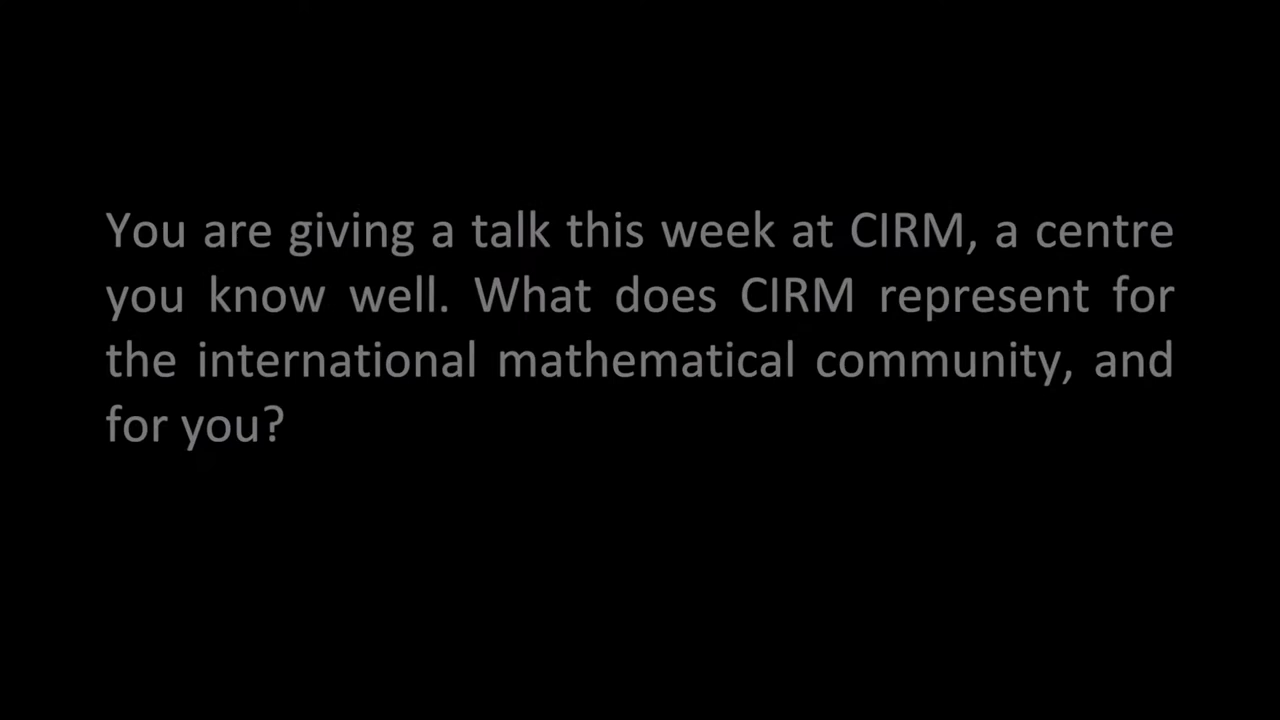 You are giving a talk this week at CIRM, a centre
you know well. What does CIRM represent for
the international mathematical community, and
for you?